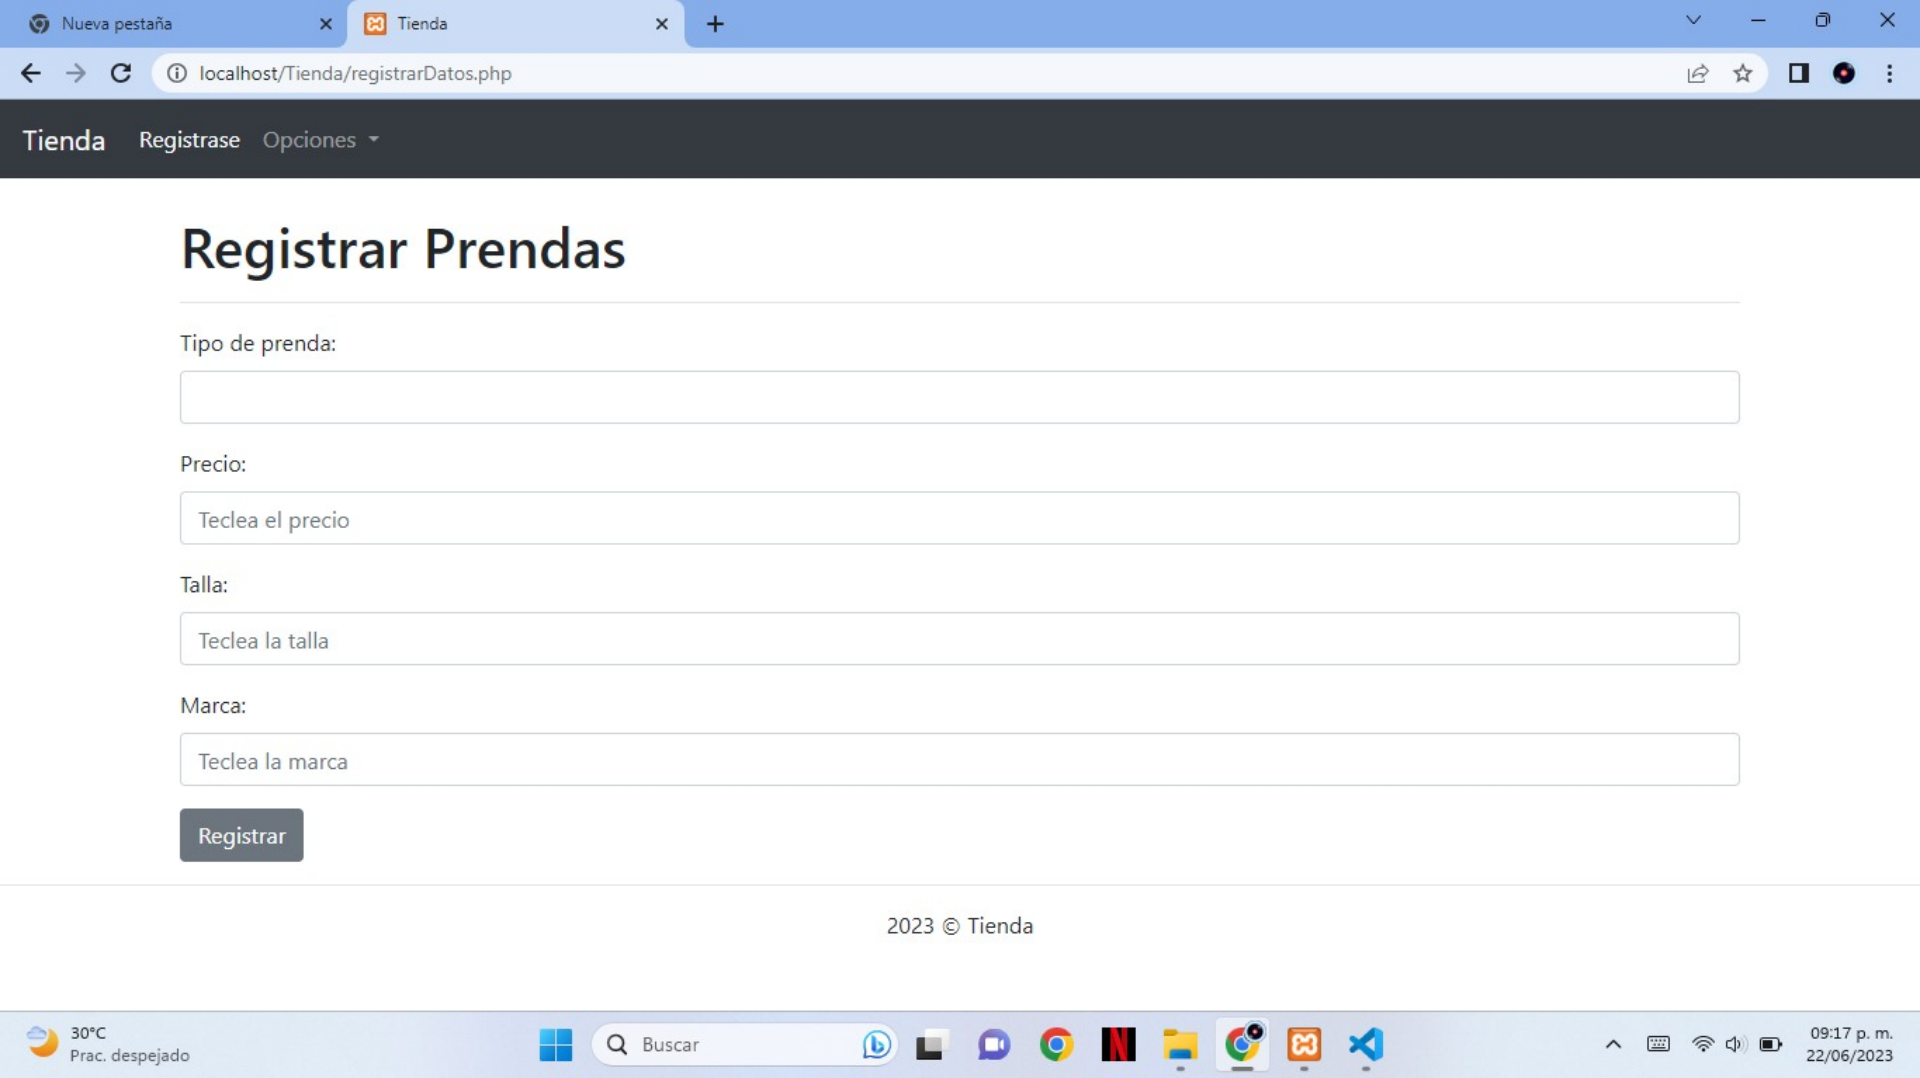 Nueva pestaña
Tienda
localhost/Tienda/registrarDatos.php
Tienda Registrase Opciones
Registrar Prendas
Tipo de prenda:
Precio:
Teclea el precio
Talla:
Teclea la talla
Marca:
Teclea la marca
Registrar
2023 © Tienda
30°C
Prac. despejado
Buscar
09:17 p. m.
22/06/2023